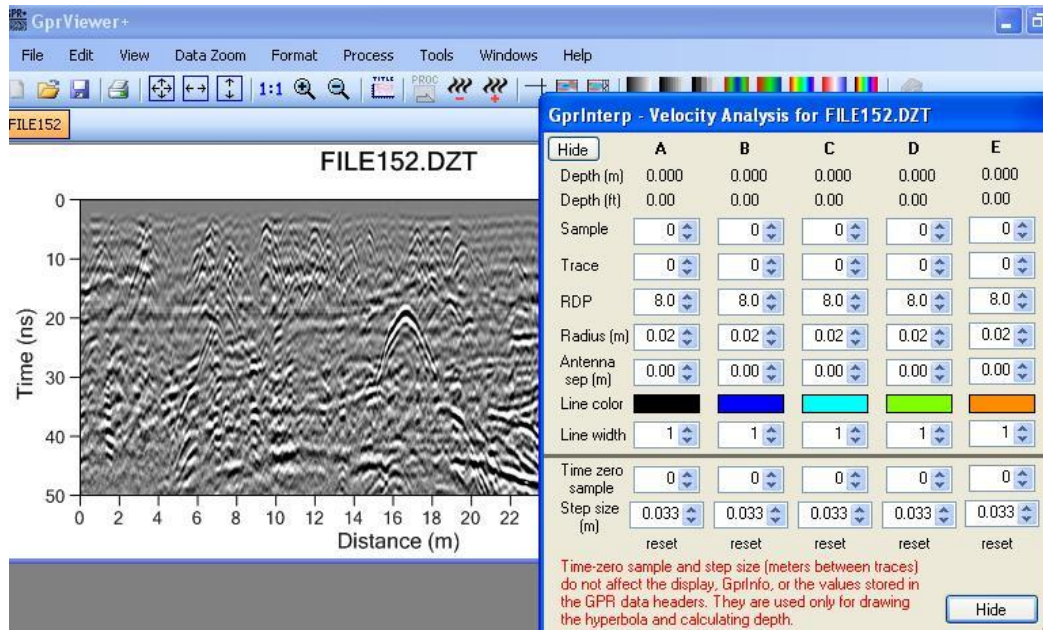 GprViewer+
File Edit View Data Zoom Format Process Tools Windows Help
1:1 TITLE PROC
FILE152
FILE152.DZT
0
10
20
30
40
50
Time (ns)
0 2 4 6 8 10 12 14 16 18 20 22
Distance (m)
GprInterp - Velocity Analysis for FILE152.DZT
Hide A B C D E
Depth (m) 0.000 0.000 0.000 0.000 0.000
Depth (ft) 0.00 0.00 0.00 0.00 0.00
Sample 0 0 0 0 0
Trace 0 0 0 0 0
RDP 8.0 8.0 8.0 8.0 8.0
Radius (m) 0.02 0.02 0.02 0.02 0.02
Antenna
sep (m) 0.00 0.00 0.00 0.00 0.00
Line color
Line width 1 1 1 1 1
Time zero
sample 0 0 0 0 0
Step size
(m) 0.033 0.033 0.033 0.033 0.033
reset reset reset reset reset
Time-zero sample and step size (meters between traces)
do not affect the display, GprInfo, or the values stored in
the GPR data headers. They are used only for drawing
the hyperbola and calculating depth.
Hide